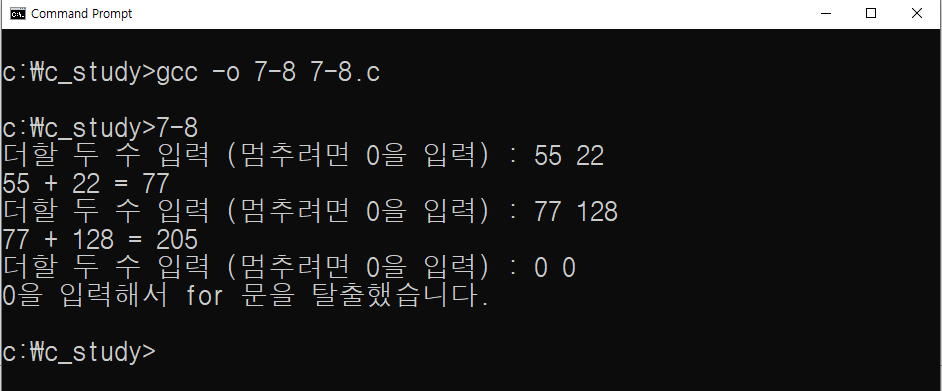 Command Prompt
c:₩c_study>gcc -o 7-8 7-8.c
c:₩c_study>7-8
더할 두 수 입력 (멈추려면 0을 입력) : 55 22
55 + 22 = 77
더할 두 수 입력 (멈추려면 0을 입력) : 77 128
77 + 128 = 205
더할 두 수 입력 (멈추려면 0을 입력) : 0 0
0을 입력해서 for 문을 탈출했습니다.
c:₩c_study>